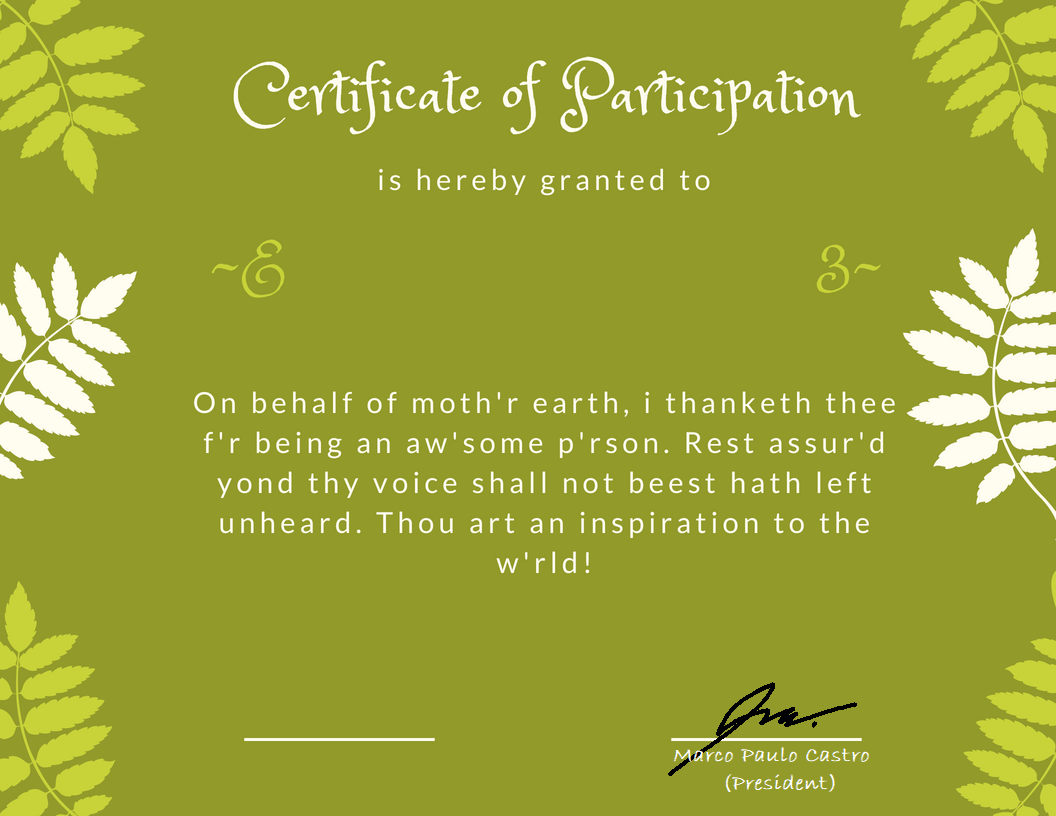 Certificate of Participation
is hereby granted to
~E 3~
On behalf of moth'r earth, i thanketh thee
f'r being an aw'some p'rson. Rest assur'd
yond thy voice shall not beest hath left
unheard. Thou art an inspiration to the
w'rld!
Marco Paulo Castro
(President)